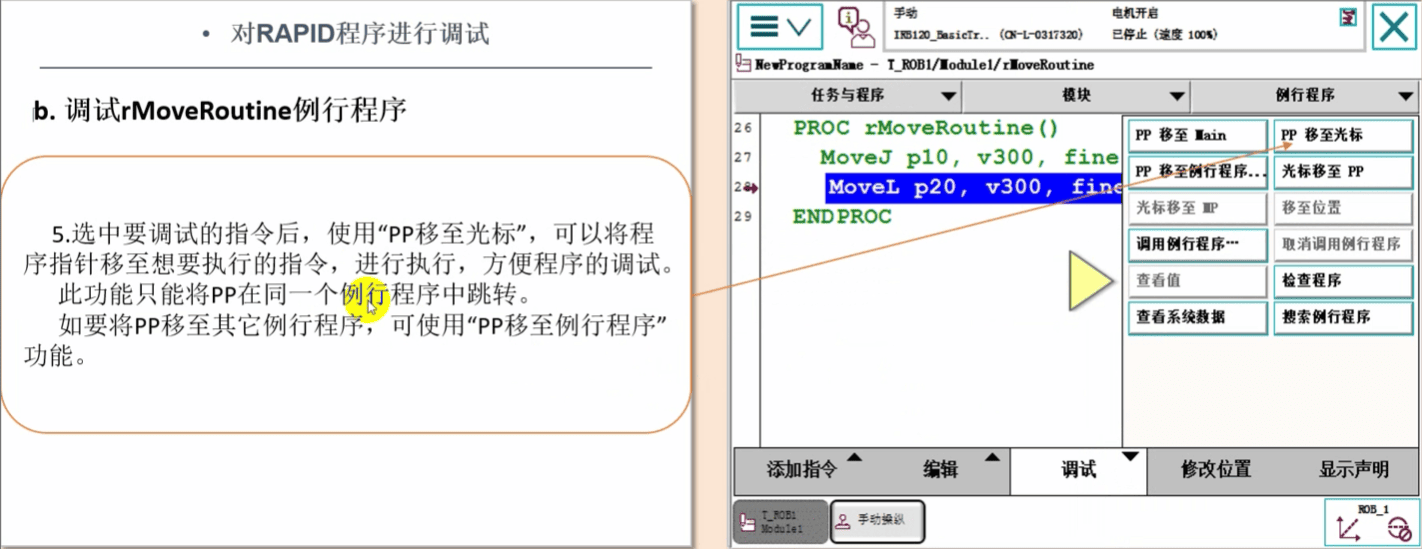 • 对RAPID程序进行调试
b. 调试rMoveRoutine例行程序
5.选中要调试的指令后，使用“PP移至光标”，可以将程
序指针移至想要执行的指令，进行执行，方便程序的调试。
此功能只能将PP在同一个例行程序中跳转。
如要将PP移至其它例行程序，可使用“PP移至例行程序”
功能。
手动
电机开启
IRB120_BasicTr.. (CN-L-0317320)
已停止 (速度 100%)
NewProgramName - T_ROB1/Module1/rMoveRoutine
任务与程序
模块
例行程序
26 PROC rMoveRoutine()
27 MoveJ p10, v300, fine
28 MoveL p20, v300, fine
29 ENDPROC
PP 移至 Main
PP 移至光标
PP 移至例行程序...
光标移至 PP
光标移至 MP
移至位置
调用例行程序…
取消调用例行程序
查看值
检查程序
查看系统数据
搜索例行程序
添加指令
编辑
调试
修改位置
显示声明
T_ROB1
Module1
手动操纵
ROB_1